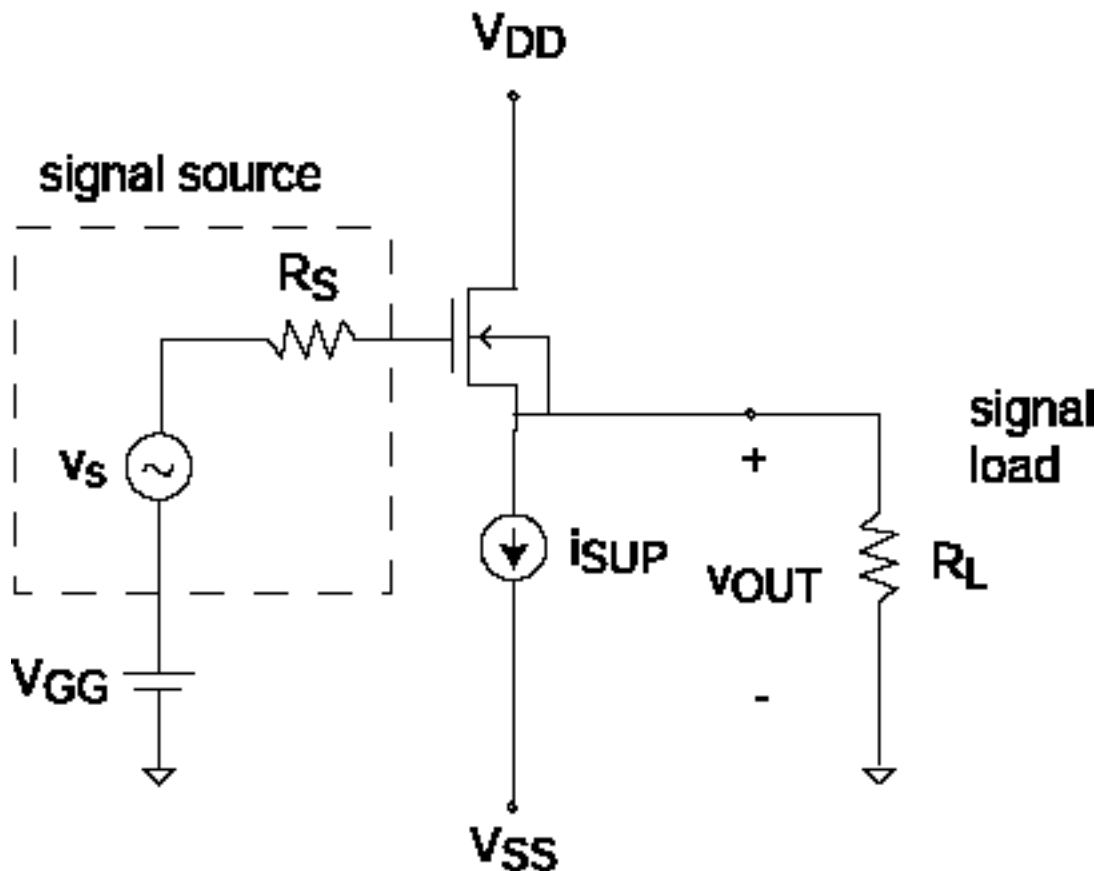 VDD
signal source
RS
vS
signal
load
iSUP
+
vOUT
-
RL
VGG
VSS